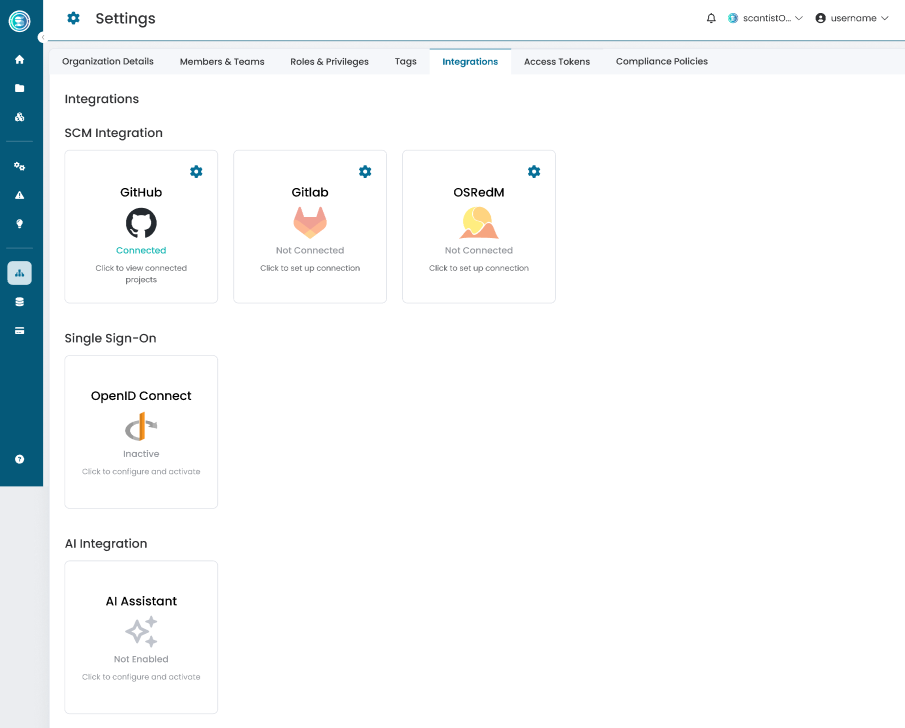 Settings
scantistO...
username
Organization Details
Members & Teams
Roles & Privileges
Tags
Integrations
Access Tokens
Compliance Policies
Integrations
SCM Integration
GitHub
Connected
Click to view connected
projects
Gitlab
Not Connected
Click to set up connection
OSRedM
Not Connected
Click to set up connection
Single Sign-On
OpenID Connect
Inactive
Click to configure and activate
AI Integration
AI Assistant
Not Enabled
Click to configure and activate